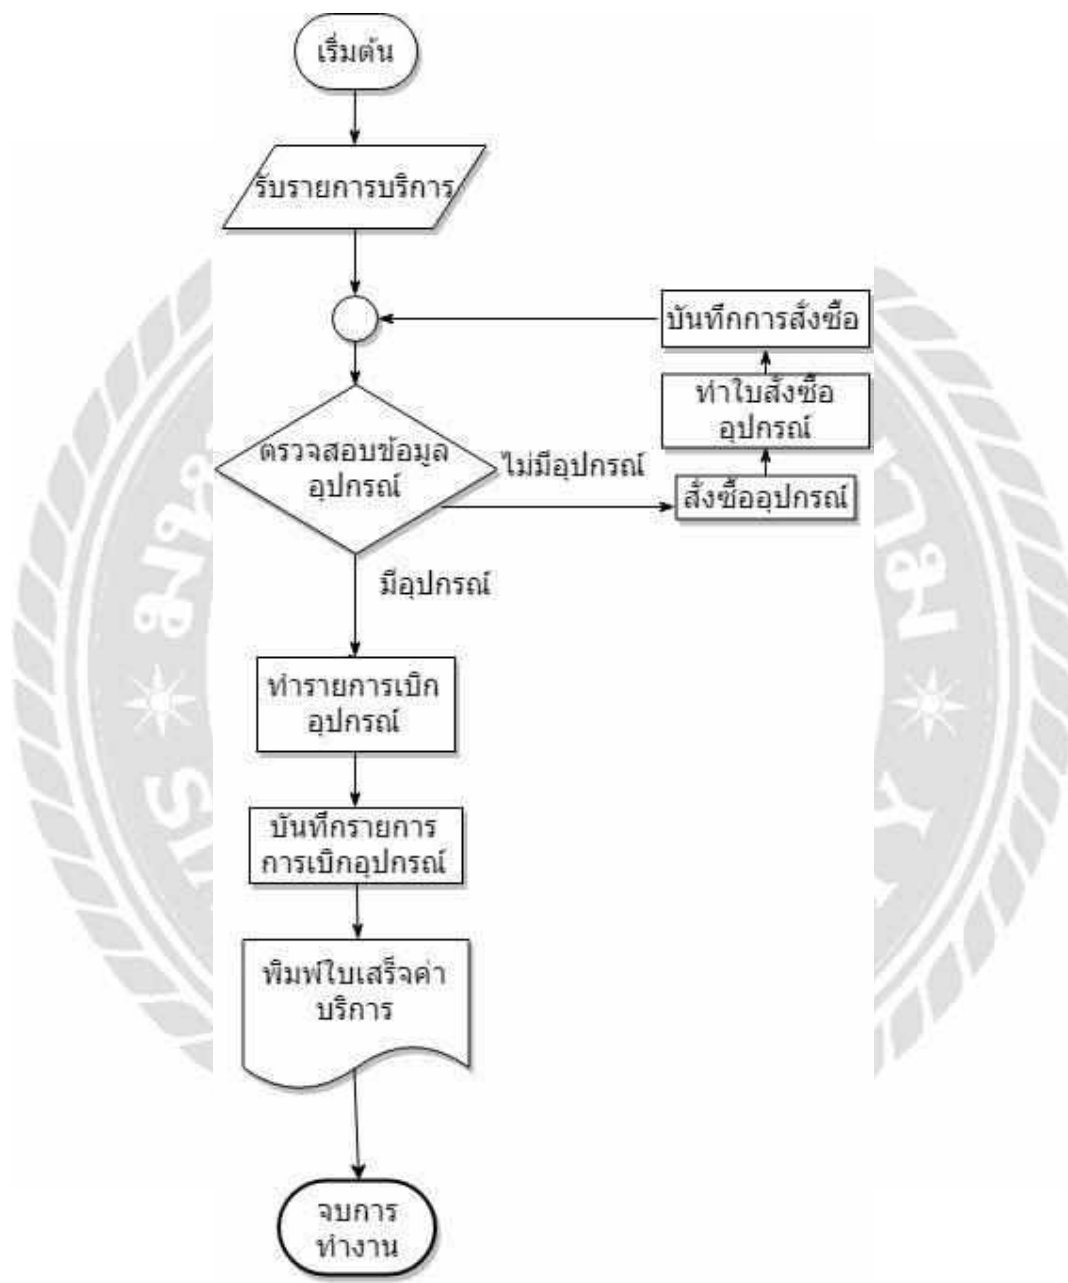 เริ่มต้น
รับรายการบริการ
บันทึกการสั่งซื้อ
ทำใบสั่งซื้อ
อุปกรณ์
ตรวจสอบข้อมูล
อุปกรณ์
ไม่มีอุปกรณ์
สั่งซื้ออุปกรณ์
มีอุปกรณ์
ทำรายการเบิก
อุปกรณ์
บันทึกรายการ
การเบิกอุปกรณ์
พิมพ์ใบเสร็จค่า
บริการ
จบการ
ทำงาน